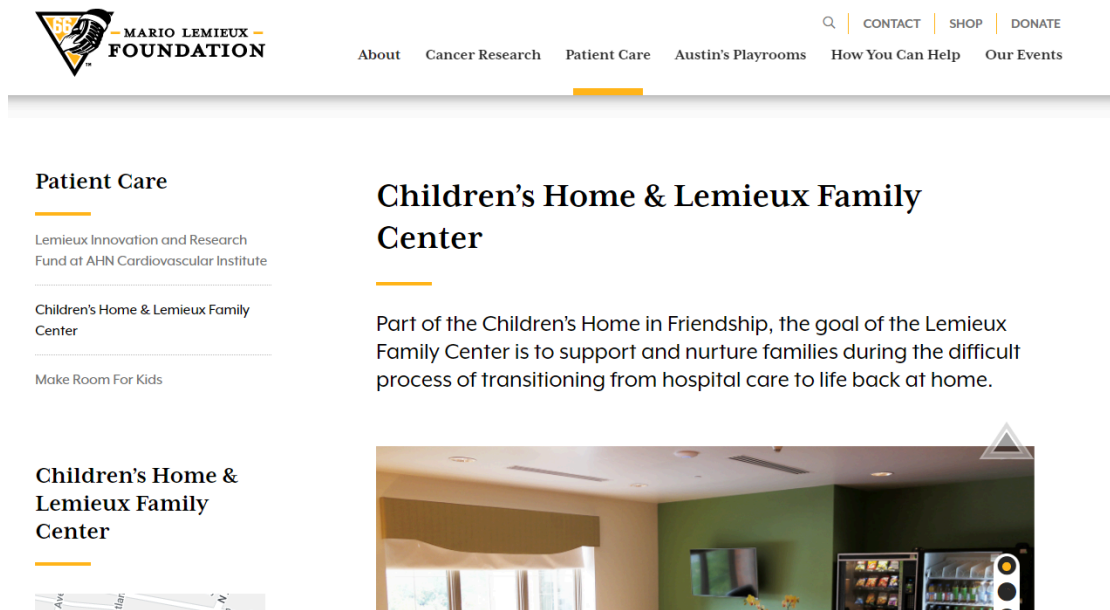 66
MARIO LEMIEUX
FOUNDATION
TM
CONTACT
SHOP
DONATE
About
Cancer Research
Patient Care
Austin's Playrooms
How You Can Help
Our Events
Patient Care
Lemieux Innovation and Research
Fund at AHN Cardiovascular Institute
Children's Home & Lemieux Family
Center
Make Room For Kids
Children's Home &
Lemieux Family
Center
Children's Home & Lemieux Family
Center
Part of the Children's Home in Friendship, the goal of the Lemieux
Family Center is to support and nurture families during the difficult
process of transitioning from hospital care to life back at home.